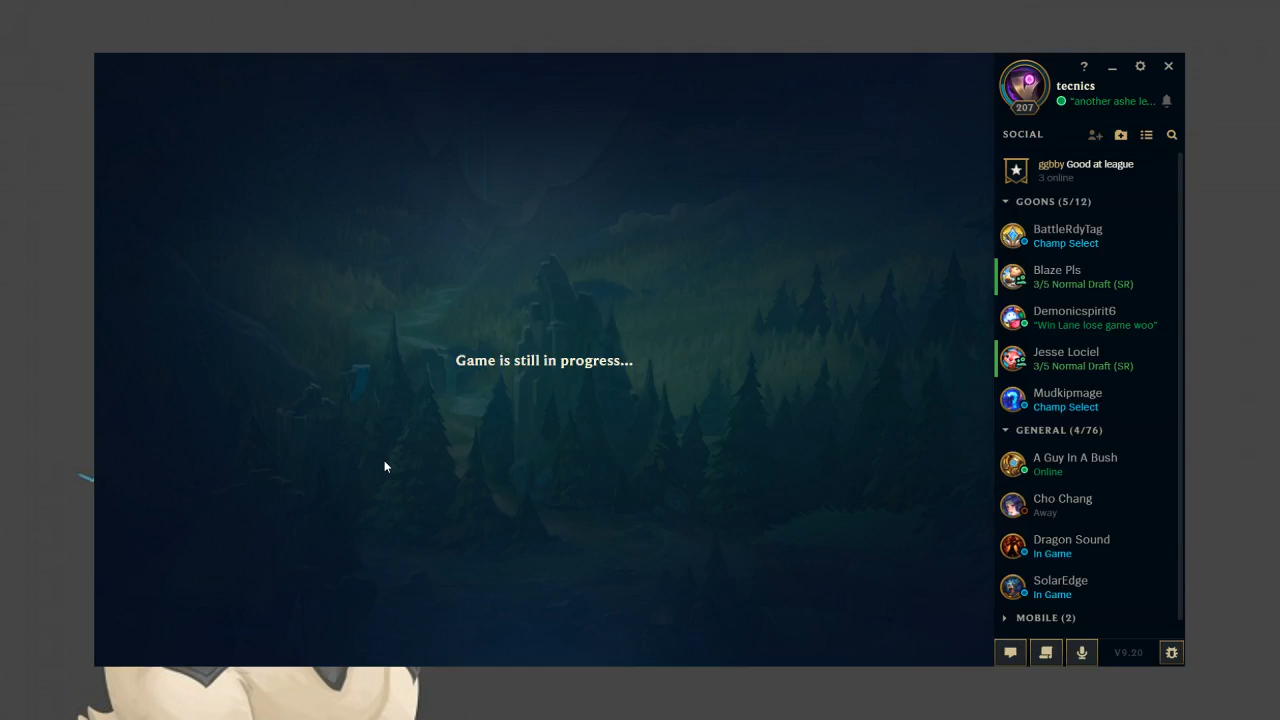 ?
tecnics
207
"another ashe le...
SOCIAL
ggbby Good at league
3 online
GOONS (5/12)
BattleRdyTag
Champ Select
Blaze Pls
3/5 Normal Draft (SR)
Demonicspirit6
"Win Lane lose game woo"
Jesse Lociel
3/5 Normal Draft (SR)
Mudkipmage
Champ Select
GENERAL (4/76)
A Guy In A Bush
Online
Cho Chang
Away
Dragon Sound
In Game
SolarEdge
In Game
MOBILE (2)
V9.20
Game is still in progress...